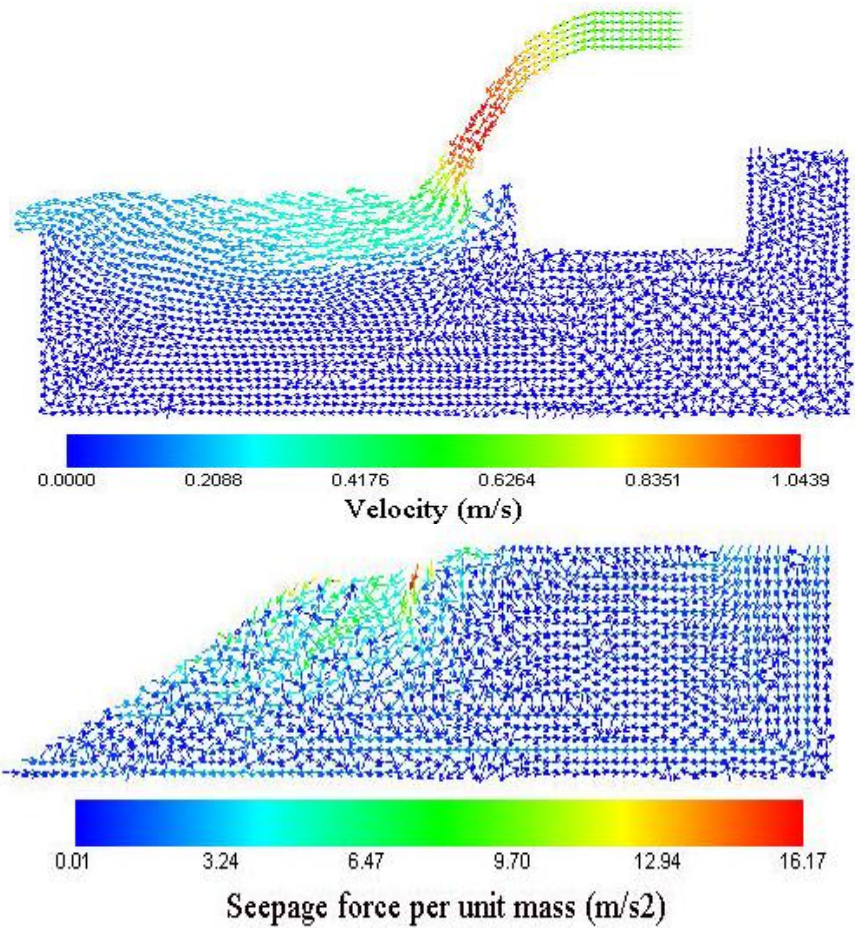 0.0000 0.2088 0.4176 0.6264 0.8351 1.0439
Velocity (m/s)
0.01 3.24 6.47 9.70 12.94 16.17
Seepage force per unit mass (m/s2)